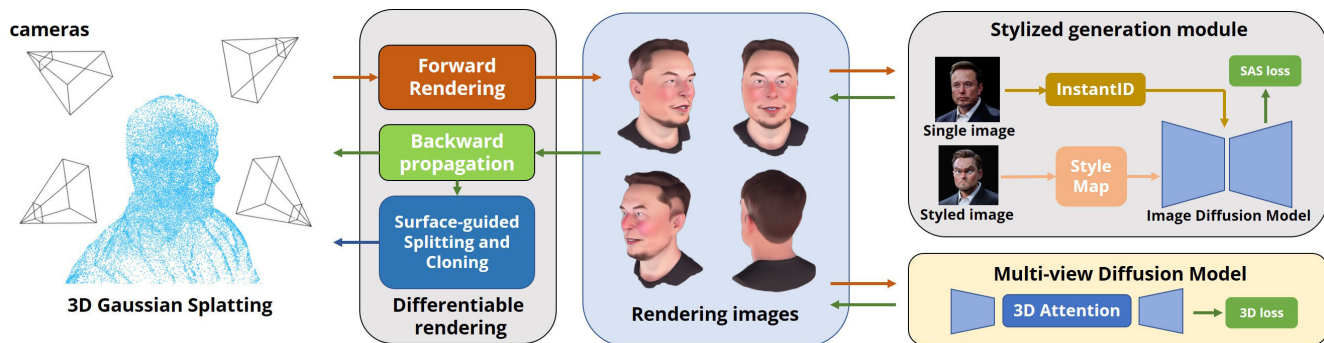 cameras
3D Gaussian Splatting
Forward
Rendering
Backward
propagation
Surface-guided
Splitting and
Cloning
Differentiable
rendering
Rendering images
Stylized generation module
Single image
InstantID
SAS loss
Styled image
Style
Map
Image Diffusion Model
Multi-view Diffusion Model
3D Attention
3D loss